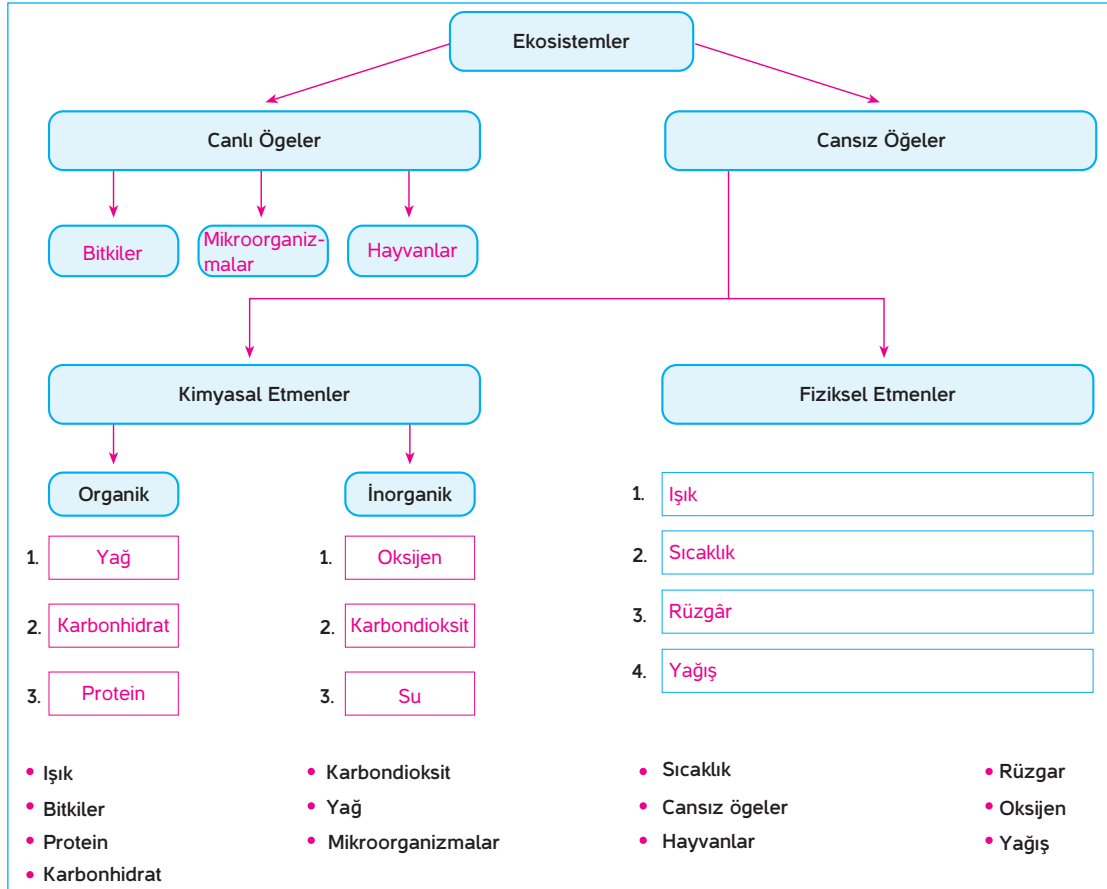 Ekosistemler
Canlı Ögeler
Cansız Öğeler
Bitkiler
Mikroorganiz-
malar
Hayvanlar
Kimyasal Etmenler
Fiziksel Etmenler
Organik
İnorganik
1. Yağ
2. Karbonhidrat
3. Protein
1. Oksijen
2. Karbondioksit
3. Su
1. Işık
2. Sıcaklık
3. Rüzgâr
4. Yağış
• Işık
• Bitkiler
• Protein
• Karbonhidrat
• Karbondioksit
• Yağ
• Mikroorganizmalar
• Sıcaklık
• Cansız ögeler
• Hayvanlar
• Rüzgar
• Oksijen
• Yağış